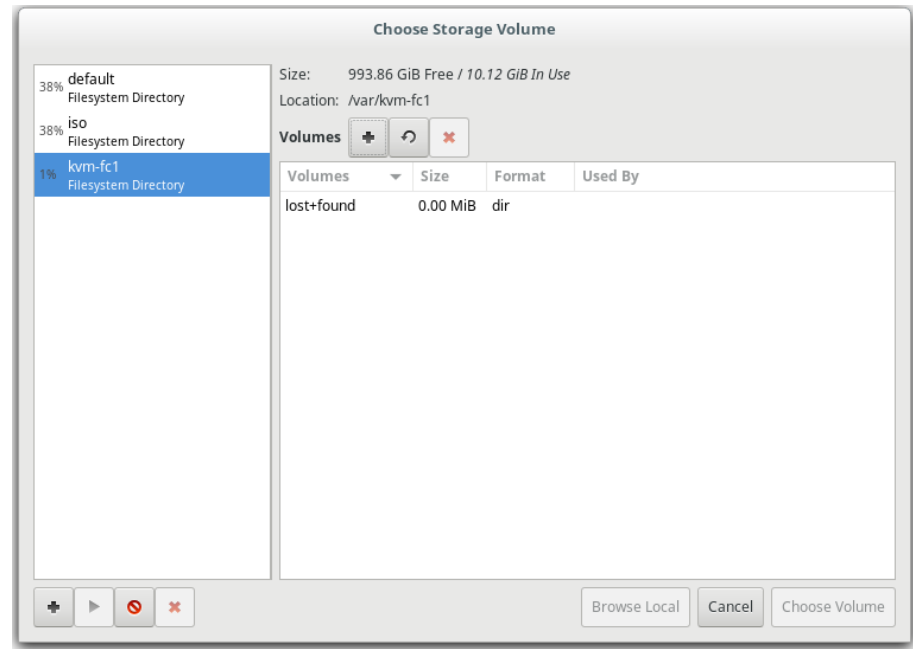 Choose Storage Volume
38% default
Filesystem Directory
38% iso
Filesystem Directory
1% kvm-fc1
Filesystem Directory
Size: 993.86 GiB Free / 10.12 GiB In Use
Location: /var/kvm-fc1
Volumes
Volumes Size Format Used By
lost+found 0.00 MiB dir
Browse Local Cancel Choose Volume